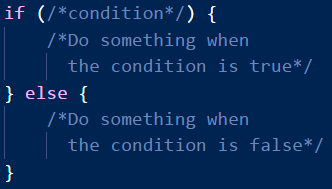 if (/*condition*/) {
    /*Do something when
      the condition is true*/
} else {
    /*Do something when
      the condition is false*/
}